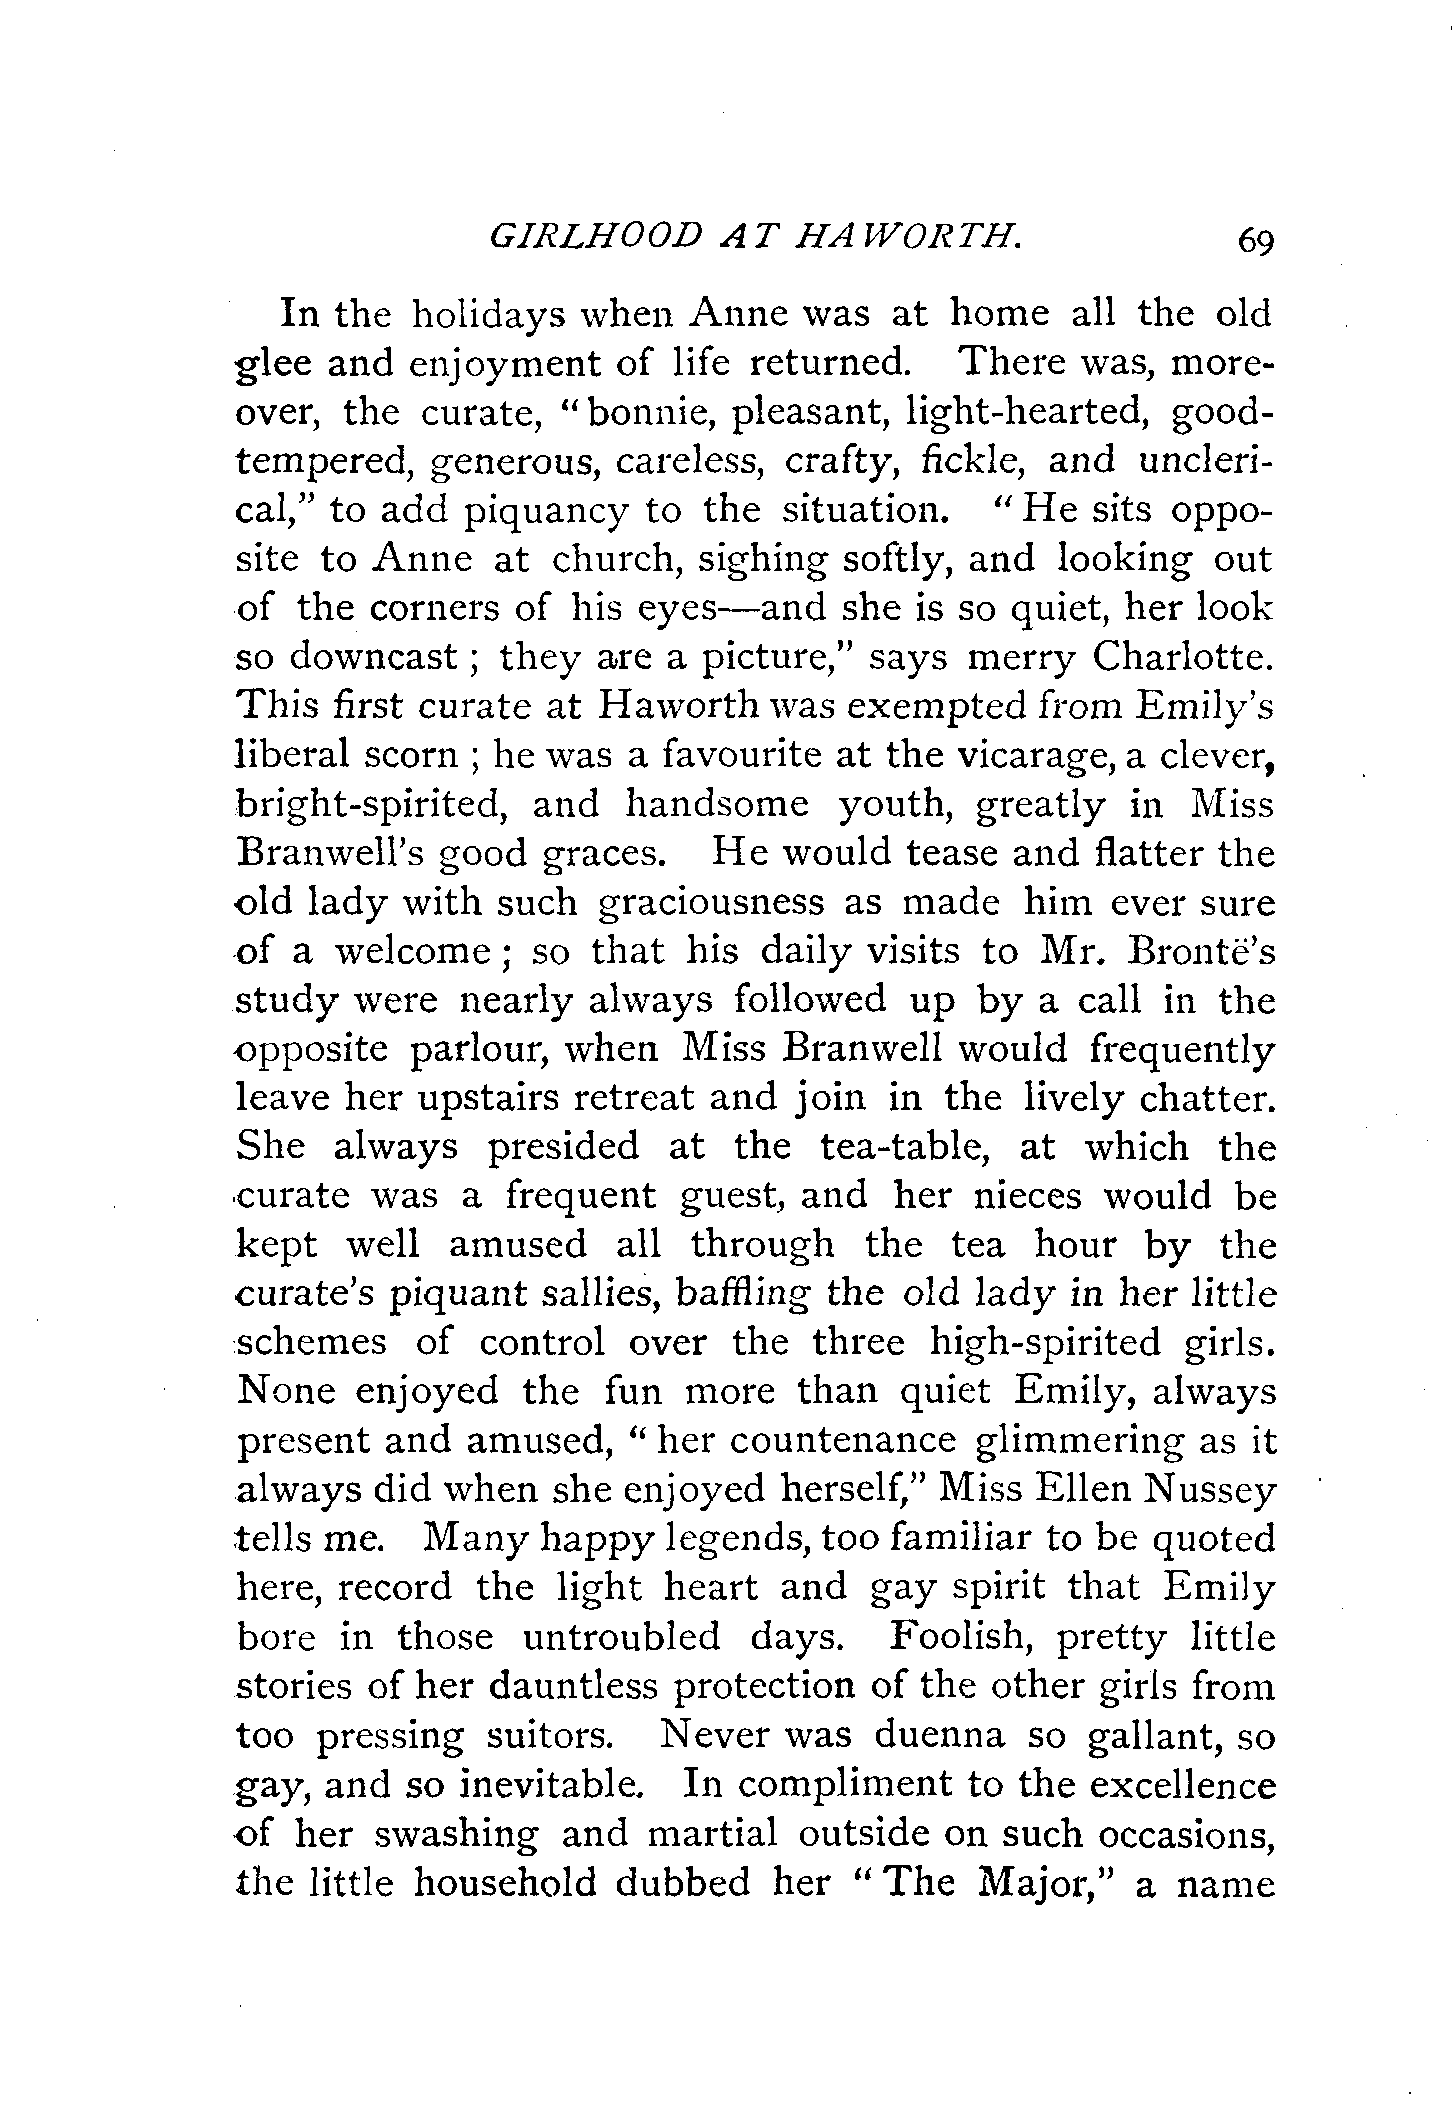 GIRLHOOD AT HAWORTH. 69
In the holidays when Anne was at home all the old
glee and enjoyment of life returned. There was, more-
over, the curate, "bonnie, pleasant, light-hearted, good-
tempered, generous, careless, crafty, fickle, and uncleri-
cal," to add piquancy to the situation. "He sits oppo-
site to Anne at church, sighing softly, and looking out
of the corners of his eyes—and she is so quiet, her look
so downcast ; they are a picture," says merry Charlotte.
This first curate at Haworth was exempted from Emily's
liberal scorn ; he was a favourite at the vicarage, a clever,
bright-spirited, and handsome youth, greatly in Miss
Branwell's good graces. He would tease and flatter the
old lady with such graciousness as made him ever sure
of a welcome ; so that his daily visits to Mr. Brontë's
study were nearly always followed up by a call in the
opposite parlour, when Miss Branwell would frequently
leave her upstairs retreat and join in the lively chatter.
She always presided at the tea-table, at which the
curate was a frequent guest, and her nieces would be
kept well amused all through the tea hour by the
curate's piquant sallies, baffling the old lady in her little
schemes of control over the three high-spirited girls.
None enjoyed the fun more than quiet Emily, always
present and amused, "her countenance glimmering as it
always did when she enjoyed herself," Miss Ellen Nussey
tells me. Many happy legends, too familiar to be quoted
here, record the light heart and gay spirit that Emily
bore in those untroubled days. Foolish, pretty little
stories of her dauntless protection of the other girls from
too pressing suitors. Never was duenna so gallant, so
gay, and so inevitable. In compliment to the excellence
of her swashing and martial outside on such occasions,
the little household dubbed her "The Major," a name